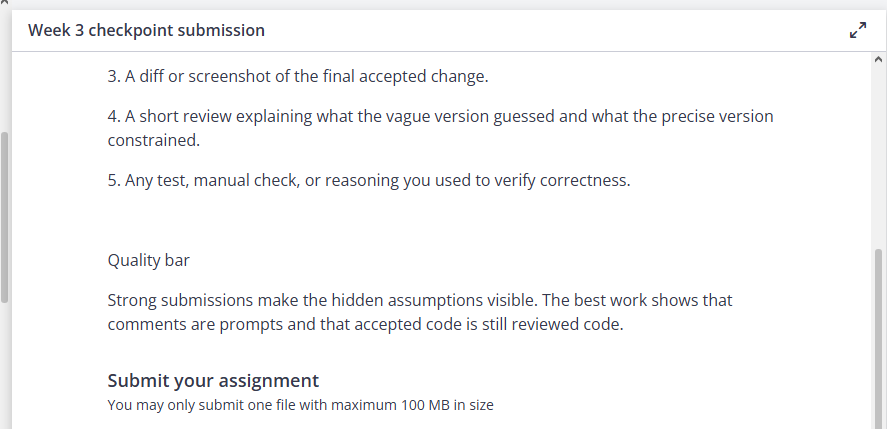 Week 3 checkpoint submission
3. A diff or screenshot of the final accepted change.
4. A short review explaining what the vague version guessed and what the precise version
constrained.
5. Any test, manual check, or reasoning you used to verify correctness.
Quality bar
Strong submissions make the hidden assumptions visible. The best work shows that
comments are prompts and that accepted code is still reviewed code.
Submit your assignment
You may only submit one file with maximum 100 MB in size